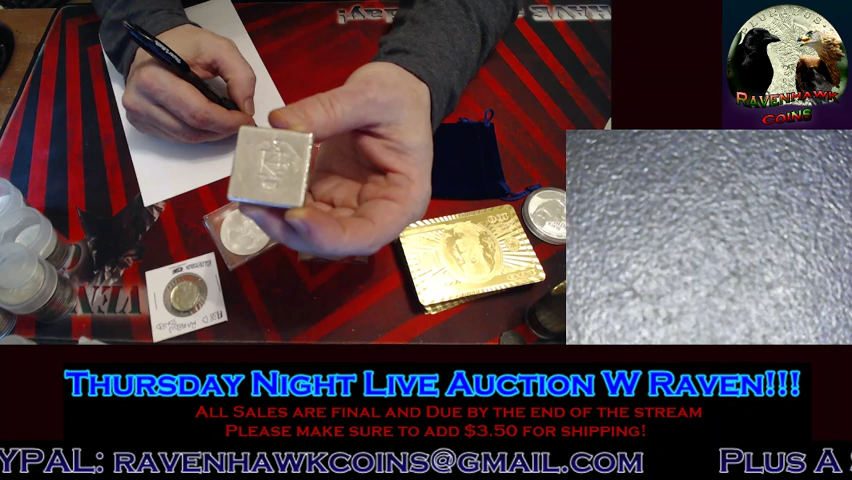 RAVENHAWK
COINS
VEN
THURSDAY NIGHT LIVE AUCTION W RAVEN!!!
ALL SALES ARE FINAL AND DUE BY THE END OF THE STREAM
PLEASE MAKE SURE TO ADD $3.50 FOR SHIPPING!
YPAL: RAVENHAWKCOINS@GMAIL.COM PLUS A